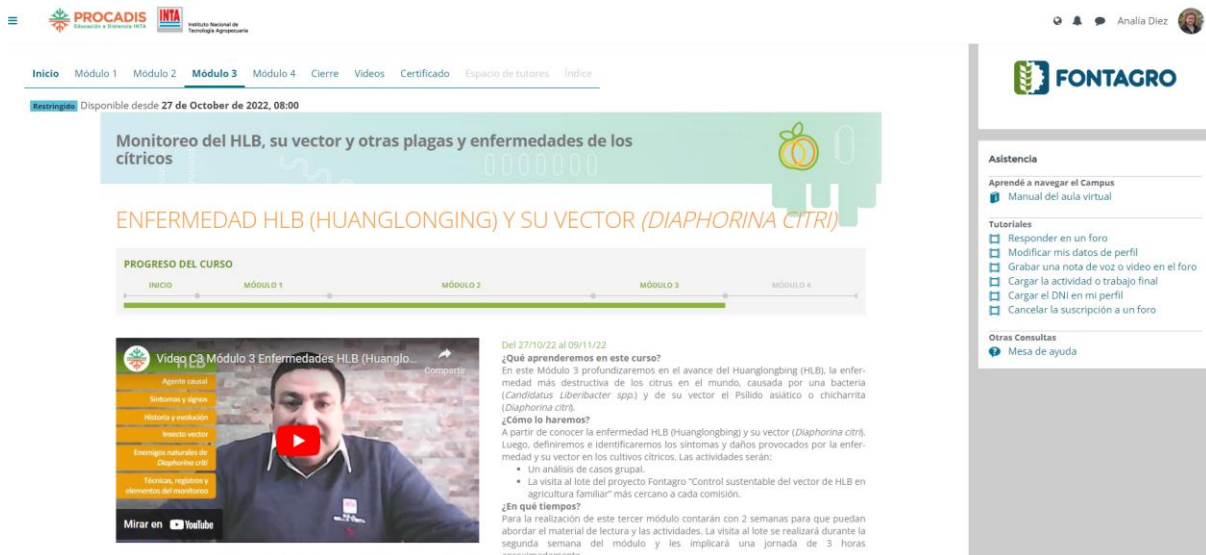 PROCADIS
Educación a Distancia INTA
INTA
Instituto Nacional de
Tecnología Agropecuaria
Analía Diez
Inicio Módulo 1 Módulo 2 Módulo 3 Módulo 4 Cierre Videos Certificado Espacio de tutores Índice
Restringido Disponible desde 27 de October de 2022, 08:00
Monitoreo del HLB, su vector y otras plagas y enfermedades de los
cítricos
ENFERMEDAD HLB (HUANGLONGING) Y SU VECTOR (DIAPHORINA CITRI)
PROGRESO DEL CURSO
INICIO MÓDULO 1 MÓDULO 2 MÓDULO 3 MÓDULO 4
Video C3 Módulo 3 Enfermedades HLB (Huanglo...
HLB
Compartir
Agente causal
Síntomas y signos
Historia y evolución
Insecto vector
Enemigos naturales de
Diaphorina criti
Técnicas, registros y
elementos del monitoreo
Mirar en YouTube
Del 27/10/22 al 09/11/22
¿Qué aprenderemos en este curso?
En este Módulo 3 profundizaremos en el avance del Huanglongbing (HLB), la enfer-
medad más destructiva de los citrus en el mundo, causada por una bacteria
(Candidatus Liberibacter spp.) y de su vector el Psílido asiático o chicharrita
(Diaphorina citri).
¿Cómo lo haremos?
A partir de conocer la enfermedad HLB (Huanglongbing) y su vector (Diaphorina citri).
Luego, definiremos e identificaremos los síntomas y daños provocados por la enfer-
medad y su vector en los cultivos cítricos. Las actividades serán:
• Un análisis de casos grupal.
• La visita al lote del proyecto Fontagro "Control sustentable del vector de HLB en
agricultura familiar" más cercano a cada comisión.
¿En qué tiempos?
Para la realización de este tercer módulo contarán con 2 semanas para que puedan
abordar el material de lectura y las actividades. La visita al lote se realizará durante la
segunda semana del módulo y les implicará una jornada de 3 horas
aproximadamente.
FONTAGRO
Asistencia
Aprendé a navegar el Campus
Manual del aula virtual
Tutoriales
Responder en un foro
Modificar mis datos de perfil
Grabar una nota de voz o video en el foro
Cargar la actividad o trabajo final
Cargar el DNI en mi perfil
Cancelar la suscripción a un foro
Otras Consultas
Mesa de ayuda